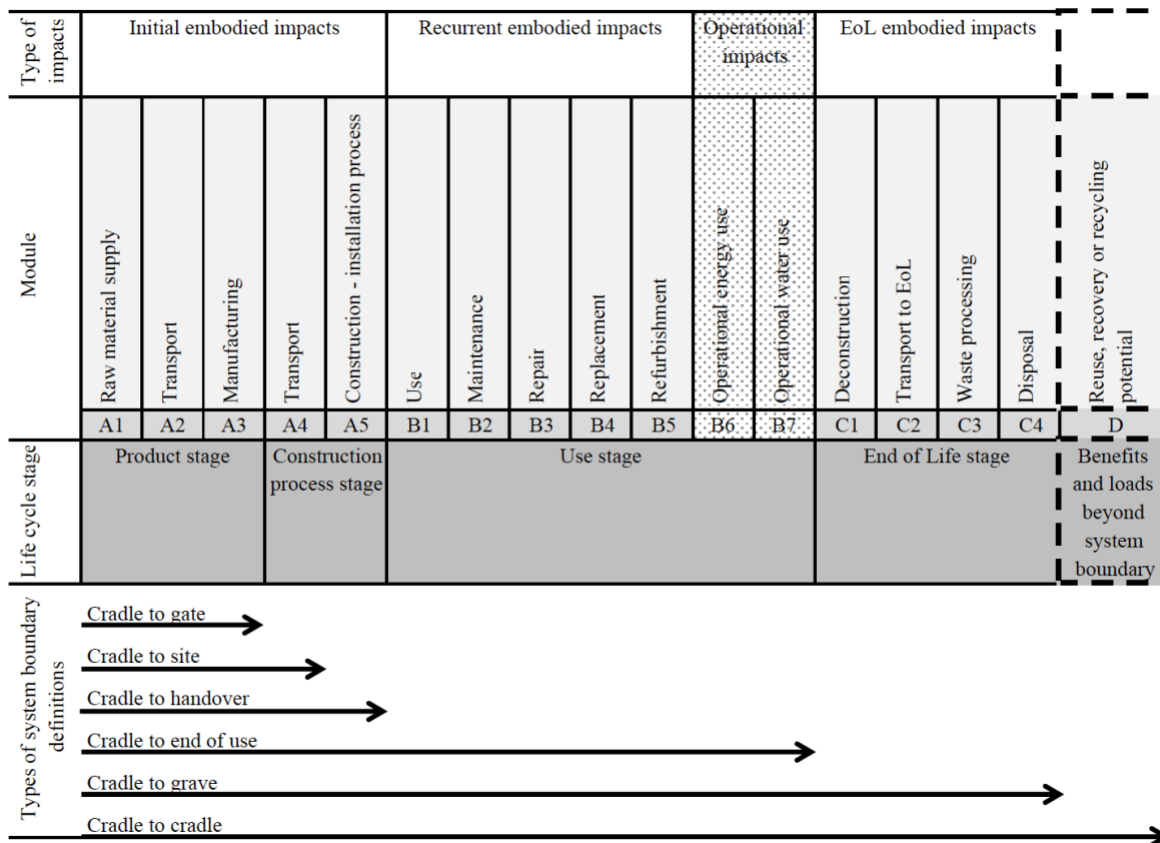 Type of
impacts
Initial embodied impacts
Recurrent embodied impacts
Operational
impacts
EoL embodied impacts
Module
Raw material supply
Transport
Manufacturing
Transport
Construction - installation process
Use
Maintenance
Repair
Replacement
Refurbishment
Operational energy use
Operational water use
Deconstruction
Transport to EoL
Waste processing
Disposal
Reuse, recovery or recycling
potential
A1 A2 A3 A4 A5 B1 B2 B3 B4 B5 B6 B7 C1 C2 C3 C4 D
Life cycle stage
Product stage
Construction
process stage
Use stage
End of Life stage
Benefits
and loads
beyond
system
boundary
Types of system boundary
definitions
Cradle to gate
Cradle to site
Cradle to handover
Cradle to end of use
Cradle to grave
Cradle to cradle